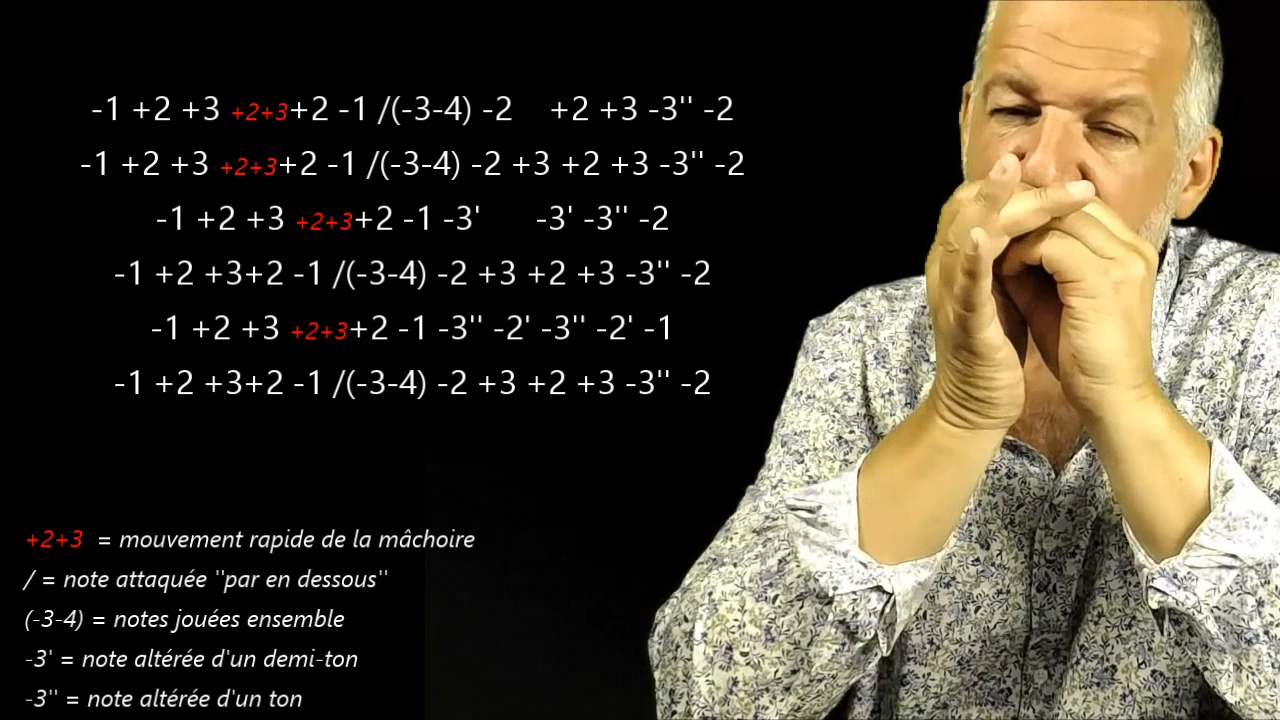 -1 +2 +3 +2+3+2 -1 /(-3-4) -2 +2 +3 -3'' -2
-1 +2 +3 +2+3+2 -1 /(-3-4) -2 +3 +2 +3 -3'' -2
-1 +2 +3 +2+3+2 -1 -3' -3' -3'' -2
-1 +2 +3+2 -1 /(-3-4) -2 +3 +2 +3 -3'' -2
-1 +2 +3 +2+3+2 -1 -3'' -2' -3'' -2' -1
-1 +2 +3+2 -1 /(-3-4) -2 +3 +2 +3 -3'' -2
+2+3 = mouvement rapide de la mâchoire
/ = note attaquée ''par en dessous''
(-3-4) = notes jouées ensemble
-3' = note altérée d'un demi-ton
-3'' = note altérée d'un ton